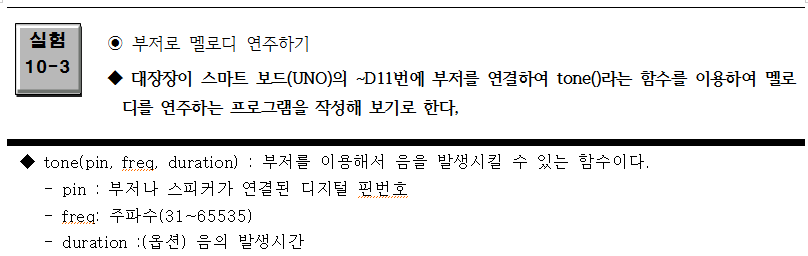 실험
10-3
◉ 부저로 멜로디 연주하기
◆ 대장장이 스마트 보드(UNO)의 ~D11번에 부저를 연결하여 tone()라는 함수를 이용하여 멜로
디를 연주하는 프로그램을 작성해 보기로 한다,
◆ tone(pin, freq, duration) : 부저를 이용해서 음을 발생시킬 수 있는 함수이다.
- pin : 부저나 스피커가 연결된 디지털 핀번호
- freq: 주파수(31~65535)
- duration :(옵션) 음의 발생시간